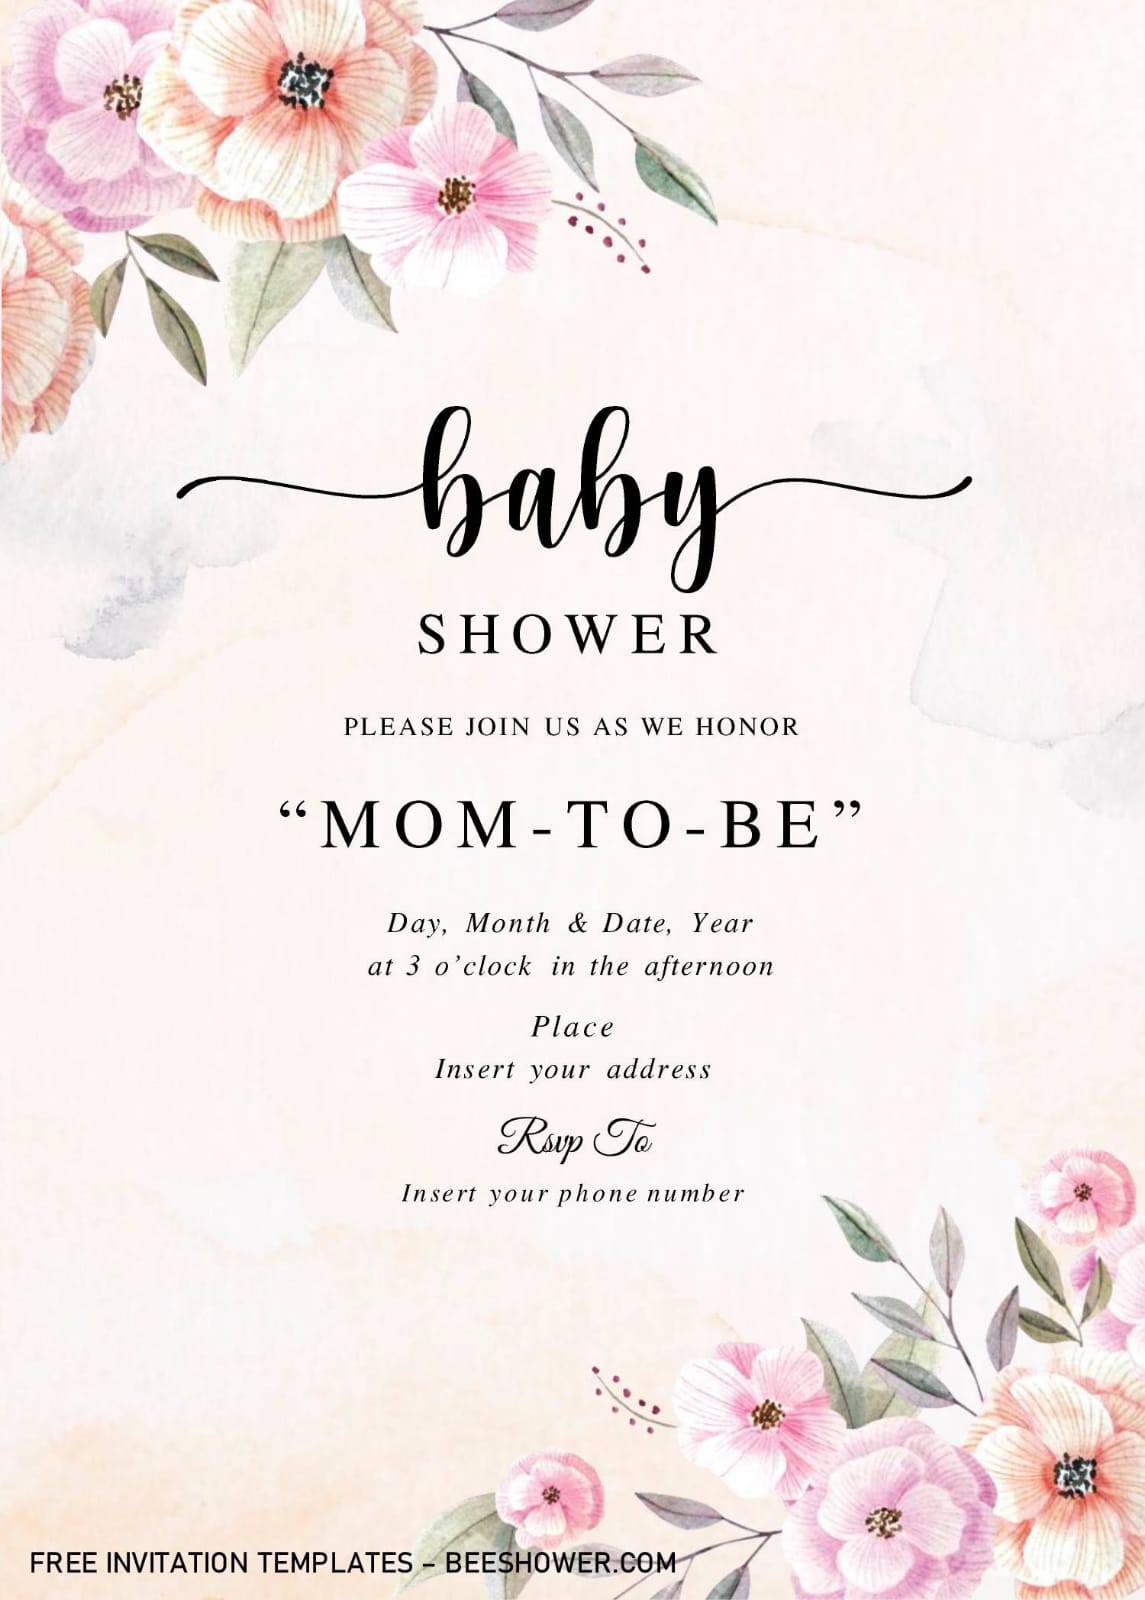 baby
SHOWER
PLEASE JOIN US AS WE HONOR
“MOM-TO-BE”
Day, Month & Date, Year
at 3 o’clock in the afternoon
Place
Insert your address
Rsvp To
Insert your phone number
FREE INVITATION TEMPLATES – BEESHOWER.COM